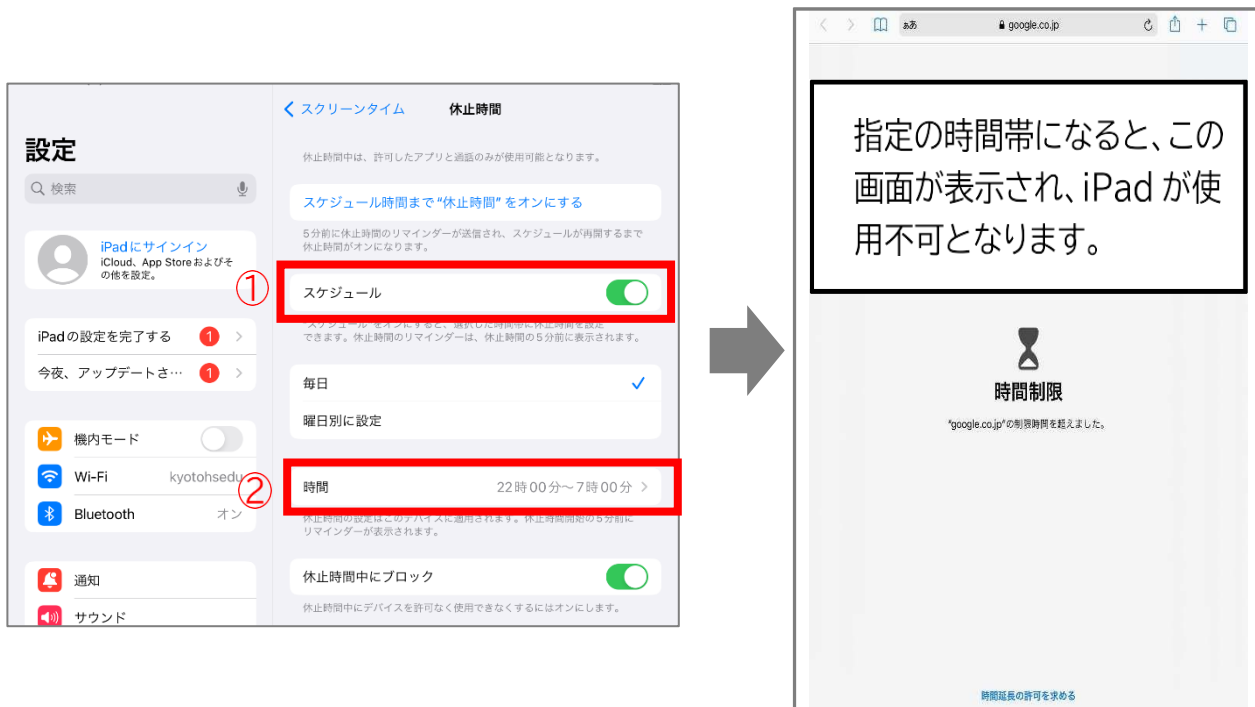 スクリーンタイム 休止時間
設定
検索
iPadにサインイン
iCloud、App Storeおよびそ
の他を設定。
iPadの設定を完了する 1
今夜、アップデートさ… 1
機内モード
Wi-Fi kyotohsedu
Bluetooth オン
通知
サウンド
休止時間中は、許可したアプリと通話のみが使用可能となります。
スケジュール時間まで"休止時間"をオンにする
5分前に休止時間のリマインダーが送信され、スケジュールが再開するまで
休止時間がオンになります。
①
スケジュール
"スケジュール"をオンにすると、選択した時間帯に休止時間を設定
できます。休止時間のリマインダーは、休止時間の5分前に表示されます。
毎日
曜日別に設定
②
時間 22時00分～7時00分
休止時間の設定はこのデバイスに適用されます。休止時間開始の5分前に
リマインダーが表示されます。
休止時間中にブロック
休止時間中にデバイスを許可なく使用できなくするにはオンにします。
ぁあ google.co.jp
指定の時間帯になると、この
画面が表示され、iPad が使
用不可となります。
時間制限
"google.co.jp"の制限時間を超えました。
時間延長の許可を求める